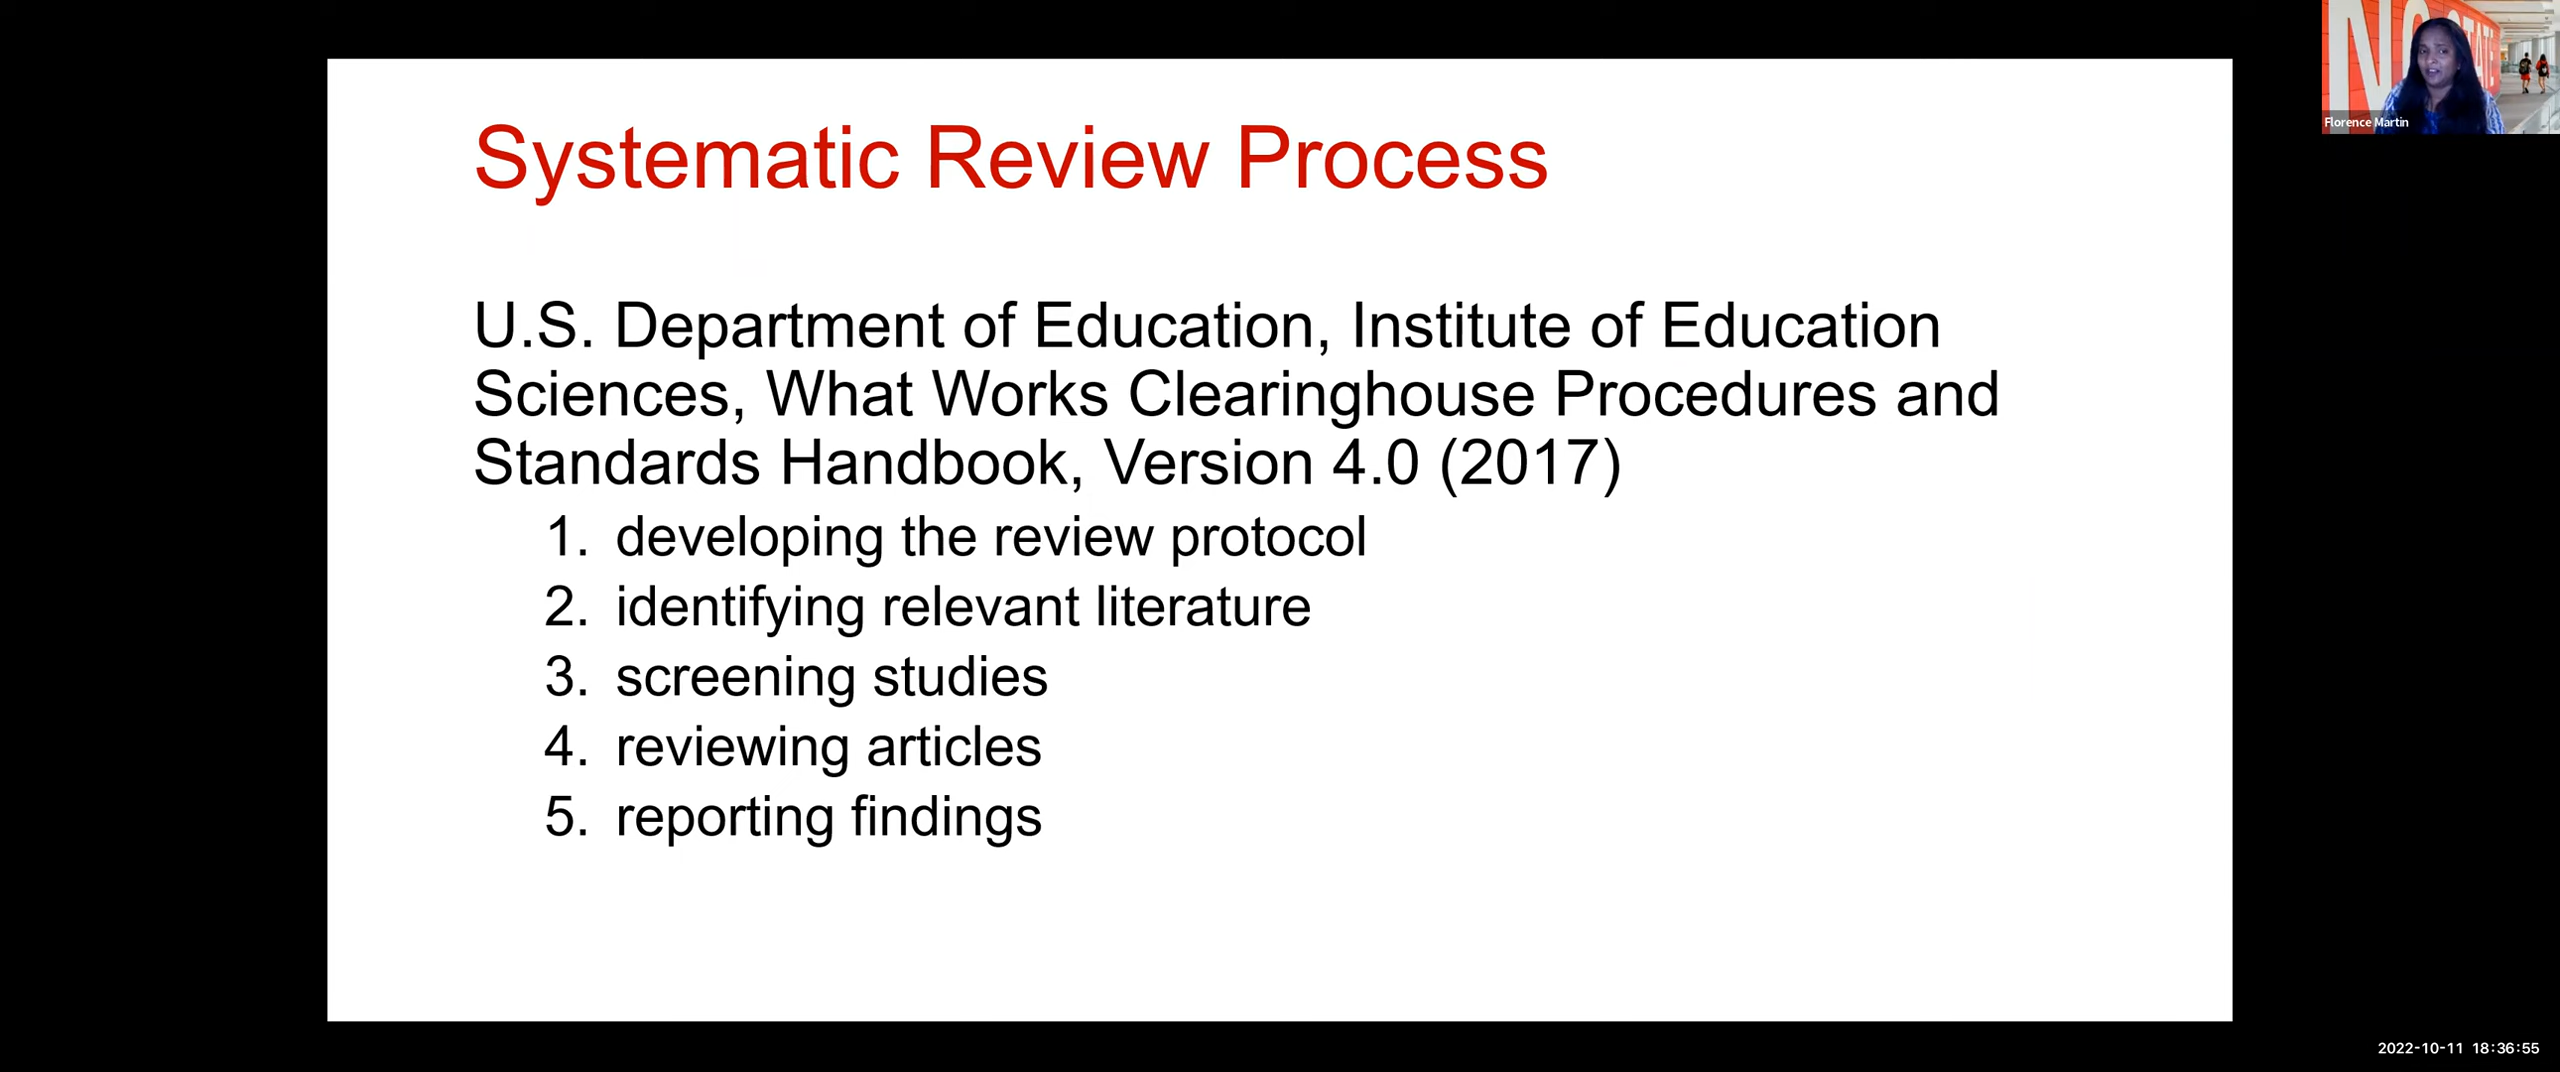 Systematic Review Process
U.S. Department of Education, Institute of Education
Sciences, What Works Clearinghouse Procedures and
Standards Handbook, Version 4.0 (2017)
1. developing the review protocol
2. identifying relevant literature
3. screening studies
4. reviewing articles
5. reporting findings
NC STATE
Florence Martin
2022-10-11 18:36:55